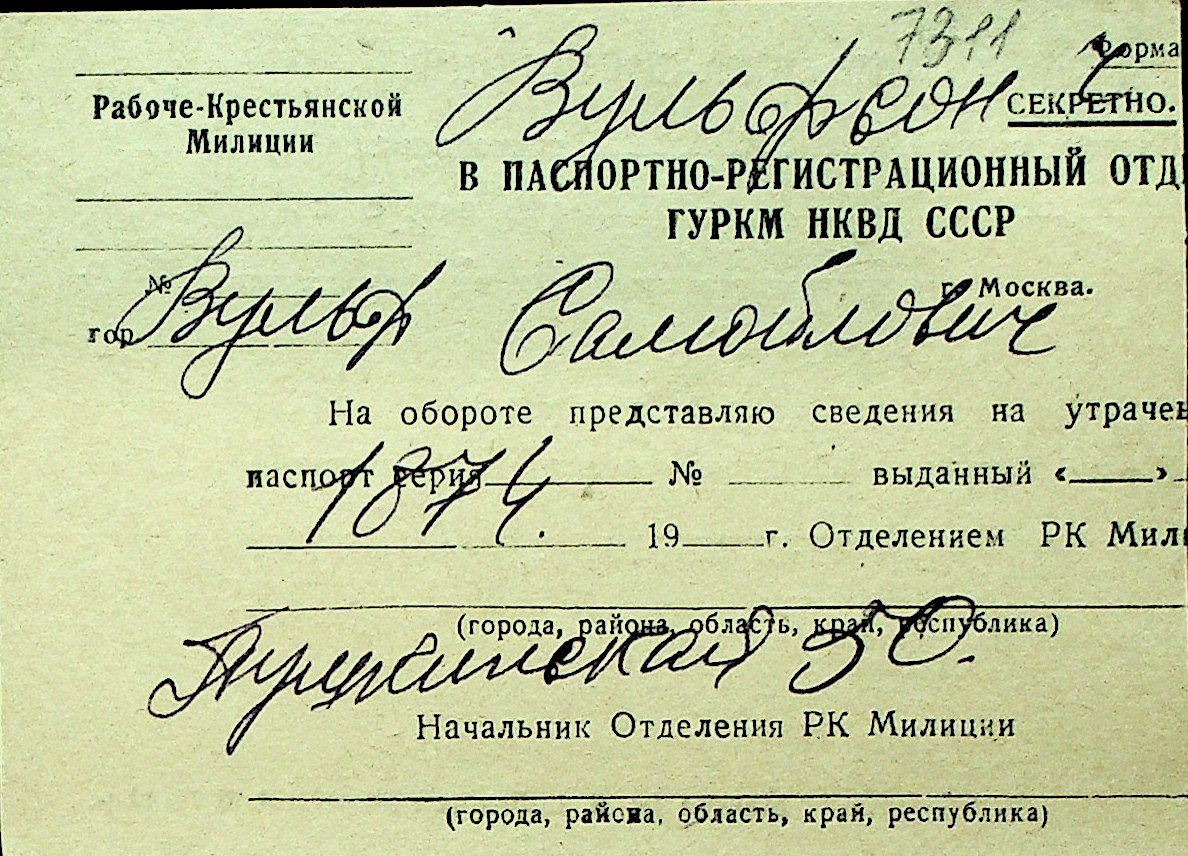 7311
Форма
Вульфсон
Рабоче-Крестьянской
Милиции
СЕКРЕТНО.
В ПАСПОРТНО-РЕГИСТРАЦИОННЫЙ ОТД
ГУРКМ НКВД СССР
№
г. Москва.
гор
Вульф Самойлович
На обороте представляю сведения на утрачен
паспорт серия № выданный « »
1874.
19 г. Отделением РК Мили
(города, района, область, край, республика)
Пушкинская 50.
Начальник Отделения РК Милиции
(города, района, область, край, республика)